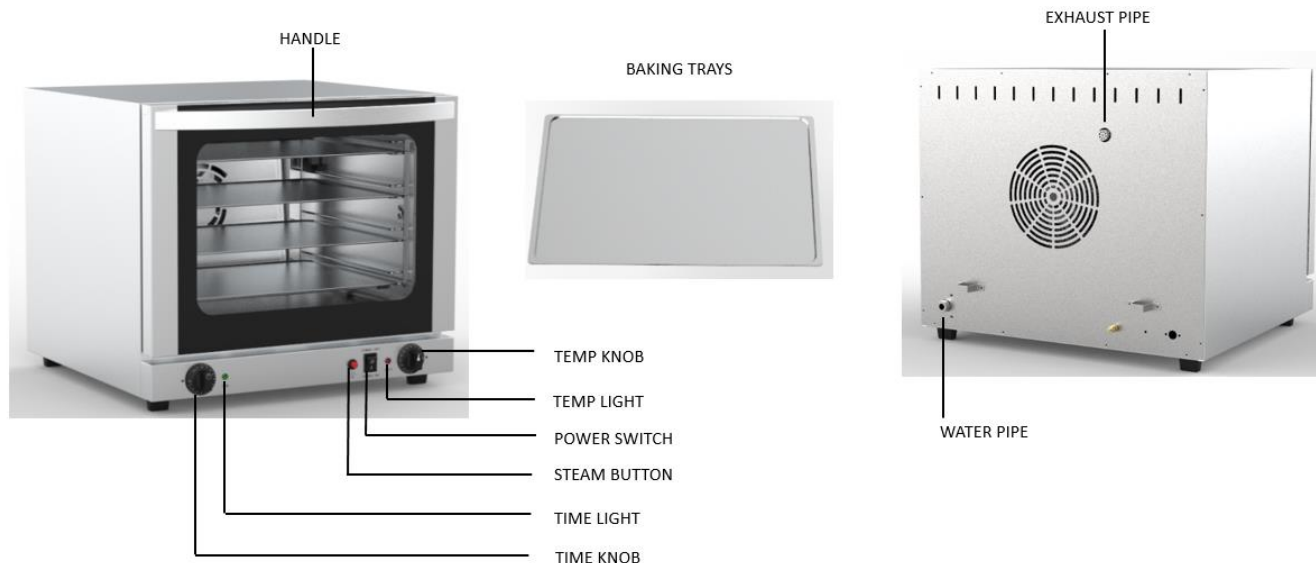 HANDLE
BAKING TRAYS
EXHAUST PIPE
TEMP KNOB
TEMP LIGHT
POWER SWITCH
STEAM BUTTON
TIME LIGHT
TIME KNOB
WATER PIPE